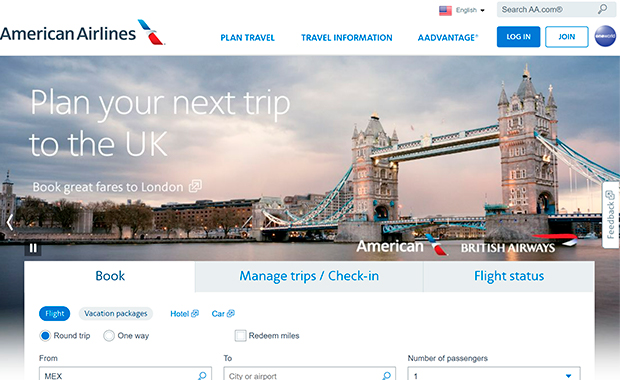 English
Search AA.com®
American Airlines
PLAN TRAVEL
TRAVEL INFORMATION
AADVANTAGE®
LOG IN
JOIN
oneworld
Plan your next trip
to the UK
Book great fares to London
Feedback
American
BRITISH AIRWAYS
Book
Manage trips / Check-in
Flight status
Flight
Vacation packages
Hotel
Car
Round trip
One way
Redeem miles
From
To
Number of passengers
MEX
City or airport
1